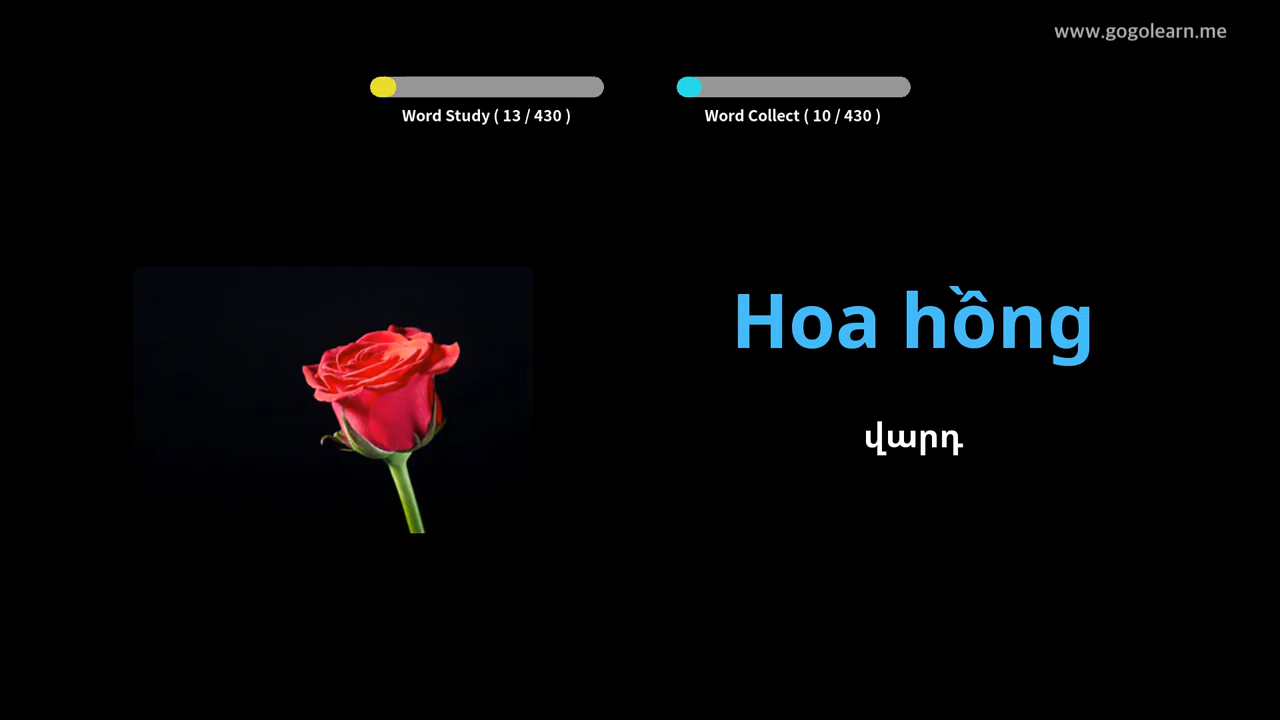 www.gogolearn.me
Word Study ( 13 / 430 )
Word Collect ( 10 / 430 )
Hoa hồng
վարդ